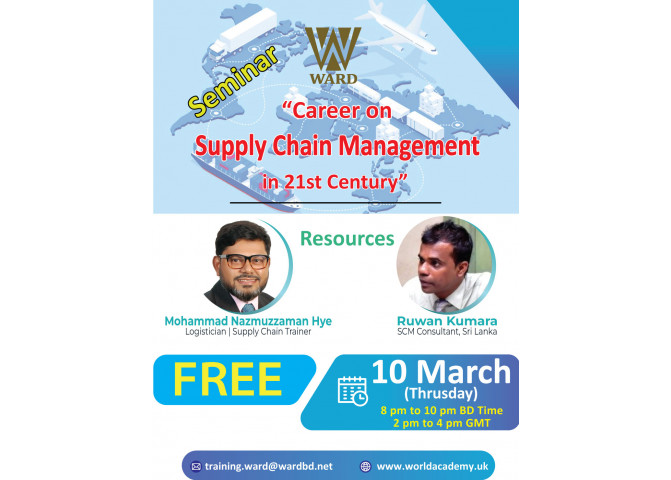 WARD
Seminar
“Career on
Supply Chain Management
in 21st Century”
Resources
Mohammad Nazmuzzaman Hye
Logistician | Supply Chain Trainer
Ruwan Kumara
SCM Consultant, Sri Lanka
FREE
10 March
(Thrusday)
8 pm to 10 pm BD Time
2 pm to 4 pm GMT
training.ward@wardbd.net
www.worldacademy.uk